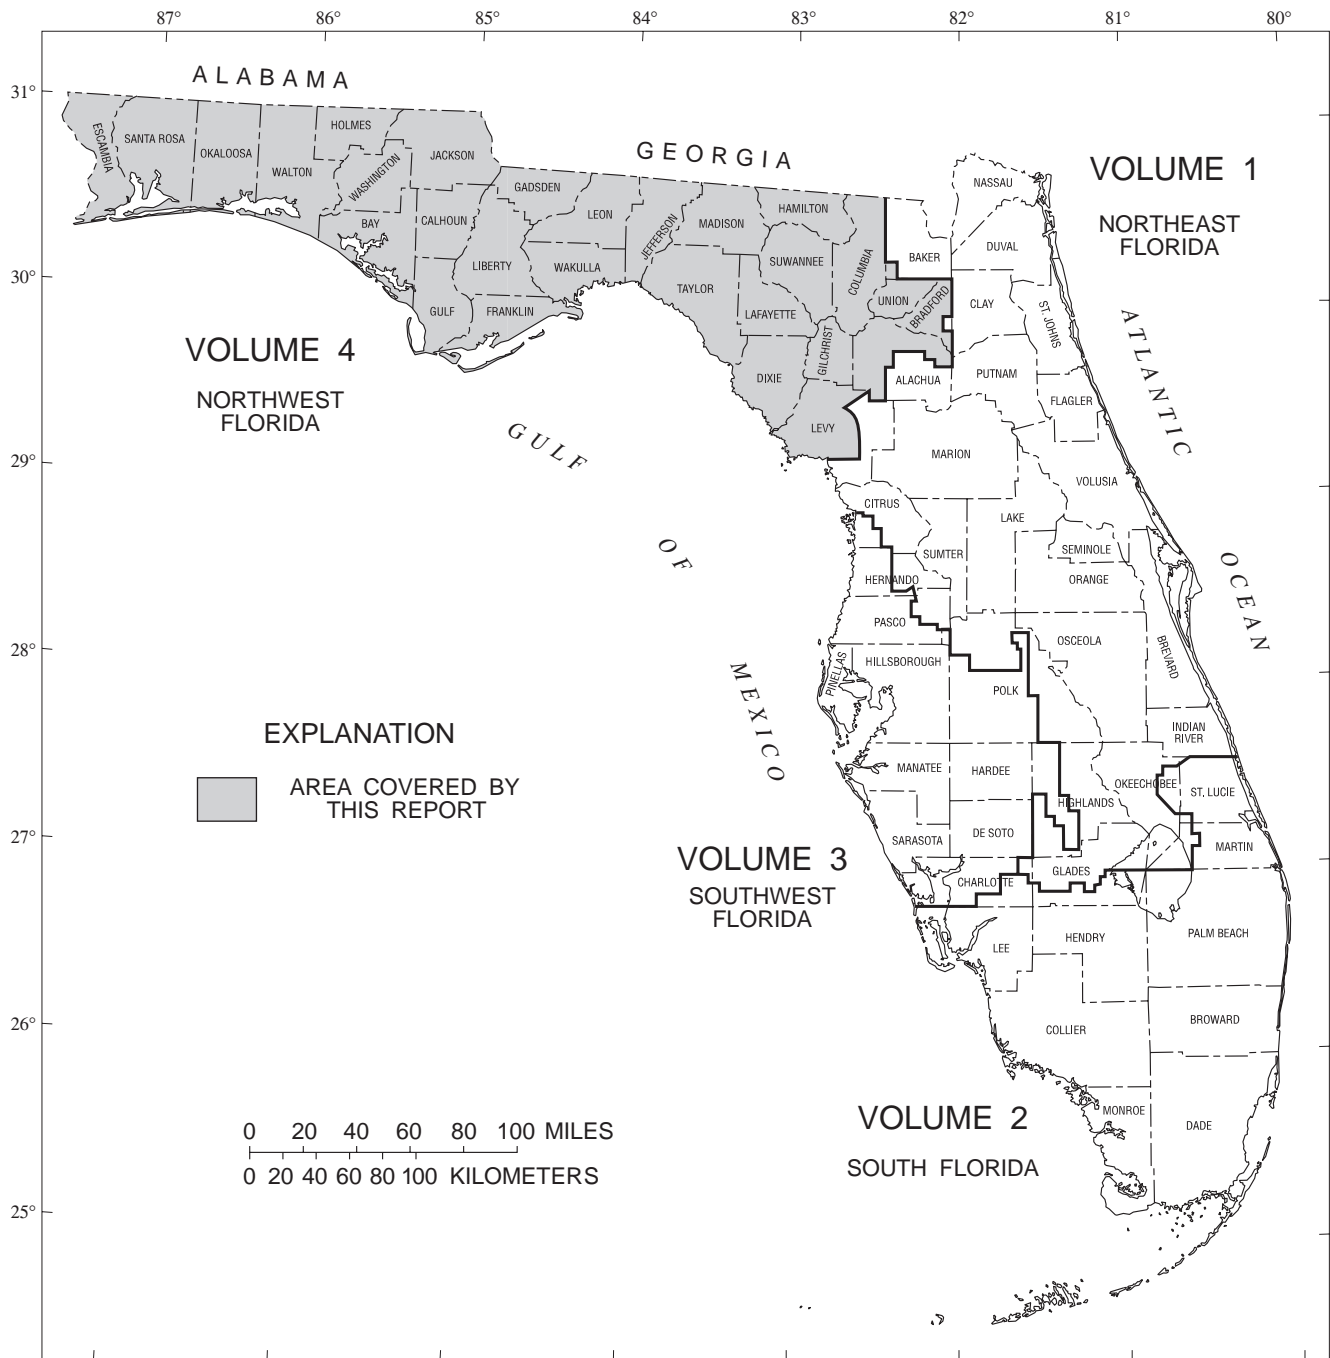 87° 86° 85° 84° 83° 82° 81° 80°
ALABAMA
31°
HOLMES
ESCAMBIA
SANTA ROSA
OKALOOSA
WALTON
WASHINGTON
JACKSON
GEORGIA
VOLUME 1
NORTHEAST
FLORIDA
NASSAU
GADSDEN
LEON
JEFFERSON
MADISON
HAMILTON
BAY
CALHOUN
LIBERTY
WAKULLA
TAYLOR
SUWANNEE
COLUMBIA
BAKER
DUVAL
30°
GULF
FRANKLIN
LAFAYETTE
UNION
BRADFORD
CLAY
ST. JOHNS
GILCHRIST
VOLUME 4
NORTHWEST
FLORIDA
DIXIE
ALACHUA
PUTNAM
FLAGLER
LEVY
ATLANTIC
OCEAN
GULF
OF
MEXICO
29°
MARION
VOLUSIA
CITRUS
LAKE
SUMTER
SEMINOLE
HERNANDO
ORANGE
PASCO
28°
OSCEOLA
BREVARD
PINELLAS
HILLSBOROUGH
POLK
EXPLANATION
AREA COVERED BY
THIS REPORT
INDIAN
RIVER
MANATEE
HARDEE
OKEECHOBEE
ST. LUCIE
HIGHLANDS
27°
SARASOTA
DE SOTO
MARTIN
VOLUME 3
SOUTHWEST
FLORIDA
CHARLOTTE
GLADES
LEE
HENDRY
PALM BEACH
26°
COLLIER
BROWARD
VOLUME 2
SOUTH FLORIDA
MONROE
DADE
0 20 40 60 80 100 MILES
0 20 40 60 80 100 KILOMETERS
25°